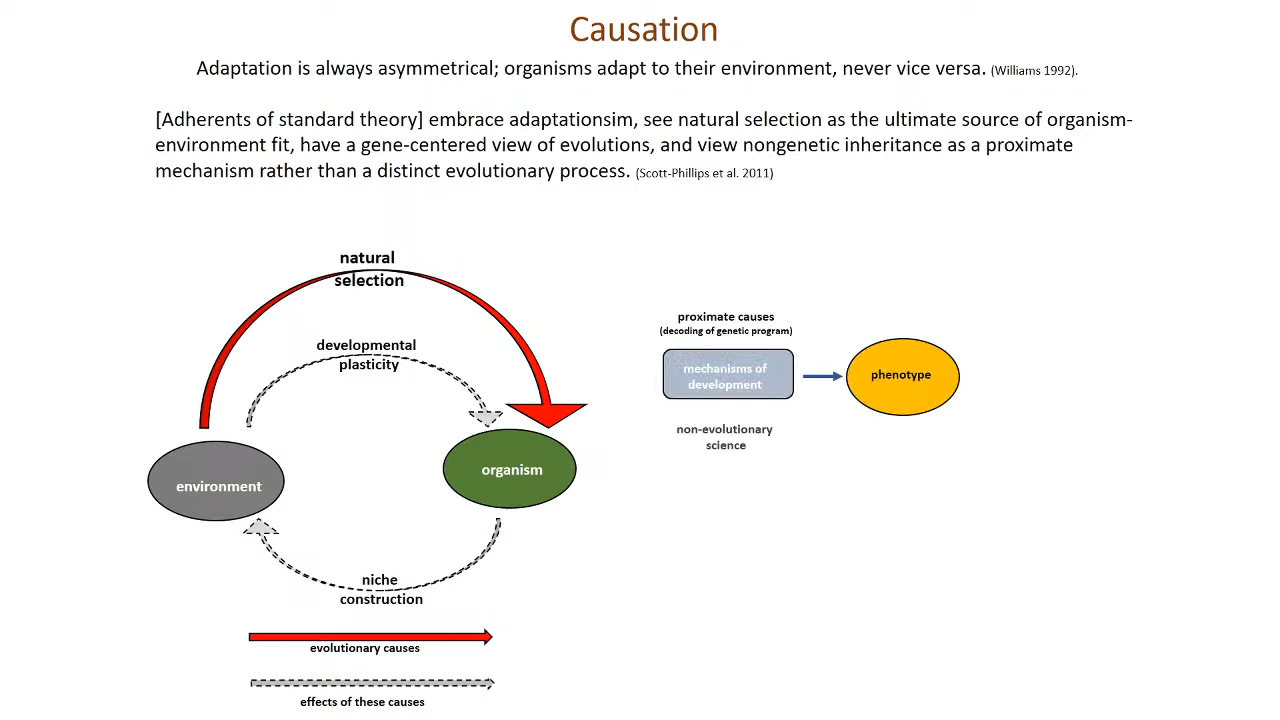 Causation
Adaptation is always asymmetrical; organisms adapt to their environment, never vice versa. (Williams 1992).
[Adherents of standard theory] embrace adaptationsim, see natural selection as the ultimate source of organism-
environment fit, have a gene-centered view of evolutions, and view nongenetic inheritance as a proximate
mechanism rather than a distinct evolutionary process. (Scott-Phillips et al. 2011)
natural
selection
developmental
plasticity
environment
organism
niche
construction
evolutionary causes
effects of these causes
proximate causes
(decoding of genetic program)
mechanisms of
development
phenotype
non-evolutionary
science